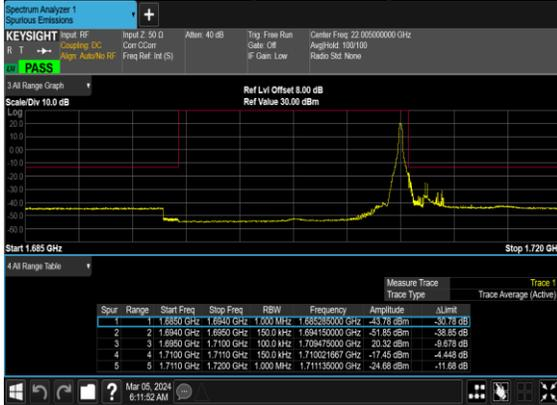 Spectrum Analyzer 1
Spurious Emissions
KEYSIGHT Input: RF Input Z: 50 Ω Atten: 40 dB Trig: Free Run Center Freq: 22.005000000 GHz
R T Coupling: DC Corr CCorr Gate: Off Avg|Hold: 100/100
Align: Auto/No RF Freq Ref: Int (S) IF Gain: Low Radio Std: None
PASS
3 All Range Graph
Ref Lvl Offset 8.00 dB
Scale/Div 10.0 dB Ref Value 30.00 dBm
Log
20.0
10.0
0.00
-10.0
-20.0
-30.0
-40.0
-50.0
-60.0
Start 1.685 GHz Stop 1.720 GH
4 All Range Table
Measure Trace Trace 1
Trace Type Trace Average (Active)
Spur Range Start Freq Stop Freq RBW Frequency Amplitude ΔLimit
1 1 1.6850 GHz 1.6940 GHz 1.000 MHz 1.685285000 GHz -43.78 dBm -30.78 dB
2 2 1.6940 GHz 1.6950 GHz 150.0 kHz 1.694150000 GHz -51.85 dBm -38.85 dB
3 3 1.6950 GHz 1.7100 GHz 100.0 kHz 1.709475000 GHz 20.32 dBm -9.678 dB
4 4 1.7100 GHz 1.7110 GHz 150.0 kHz 1.710021667 GHz -17.45 dBm -4.448 dB
5 5 1.7110 GHz 1.7200 GHz 1.000 MHz 1.711135000 GHz -24.68 dBm -11.68 dB
Mar 05, 2024
6:11:52 AM